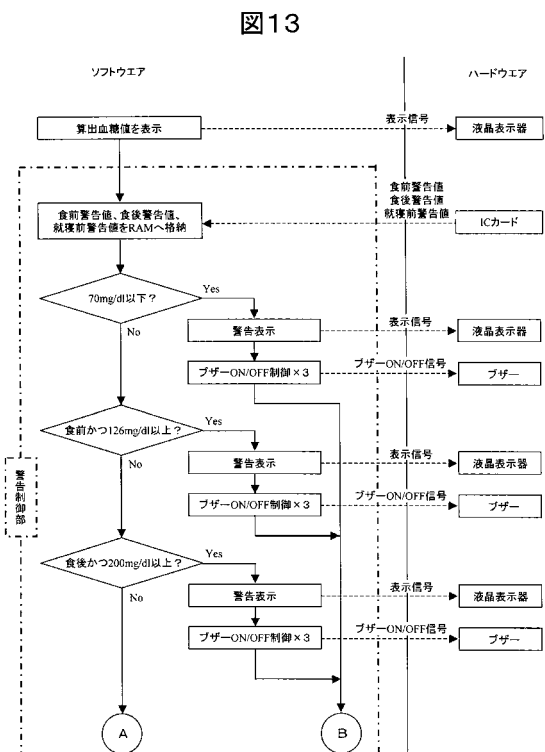 図13
ソフトウエア
ハードウエア
算出血糖値を表示
表示信号
液晶表示器
食前警告値、食後警告値、
就寝前警告値をRAMへ格納
食前警告値
食後警告値
就寝前警告値
ICカード
70mg/dl以下?
Yes
No
警告表示
表示信号
液晶表示器
ブザーON/OFF制御×3
ブザーON/OFF信号
ブザー
食前かつ126mg/dl以上?
Yes
No
警告表示
表示信号
液晶表示器
ブザーON/OFF制御×3
ブザーON/OFF信号
ブザー
警告制御部
食後かつ200mg/dl以上?
Yes
No
警告表示
表示信号
液晶表示器
ブザーON/OFF制御×3
ブザーON/OFF信号
ブザー
A
B